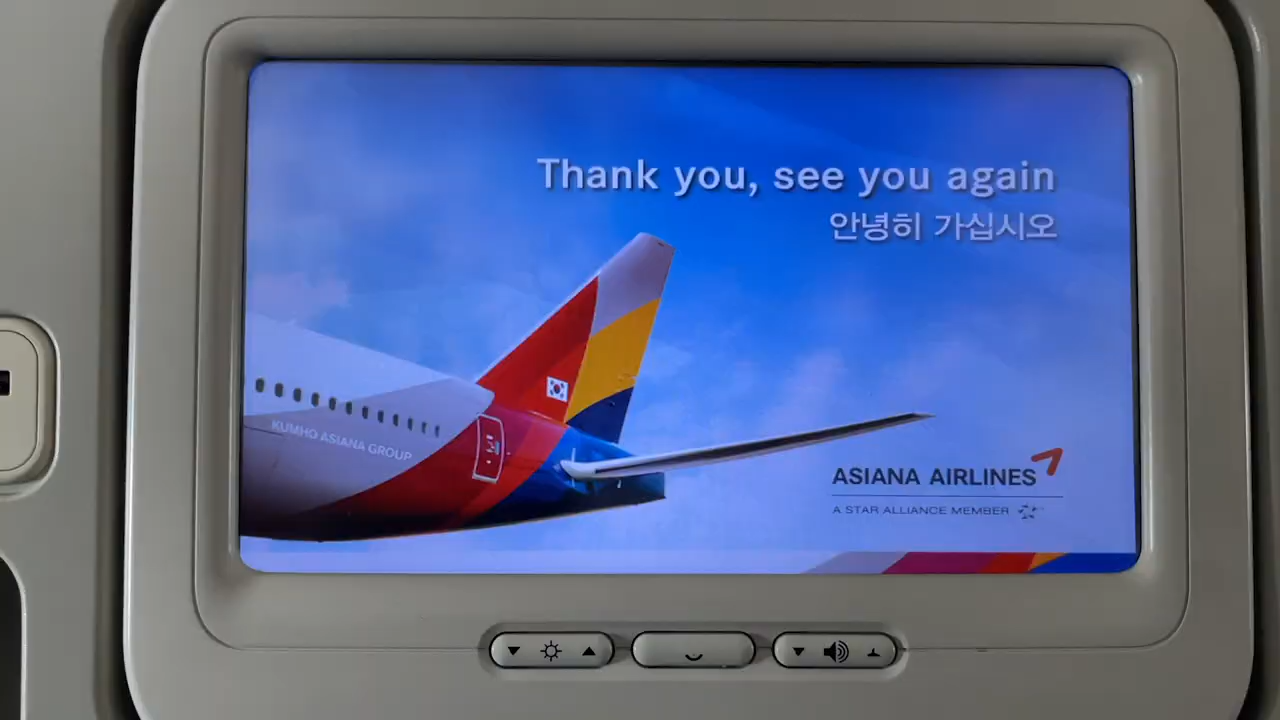 Thank you, see you again
안녕히 가십시오
KUMHO ASIANA GROUP
ASIANA AIRLINES
A STAR ALLIANCE MEMBER